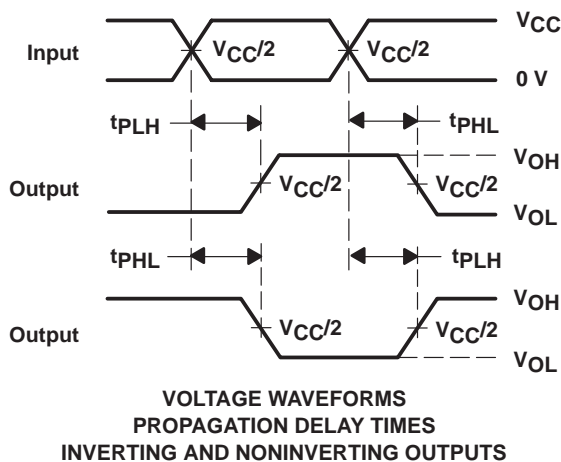 VCC
Input VCC/2 VCC/2
0 V
tPLH tPHL
VOH
Output VCC/2 VCC/2
VOL
tPHL tPLH
VOH
Output VCC/2 VCC/2
VOL
VOLTAGE WAVEFORMS
PROPAGATION DELAY TIMES
INVERTING AND NONINVERTING OUTPUTS